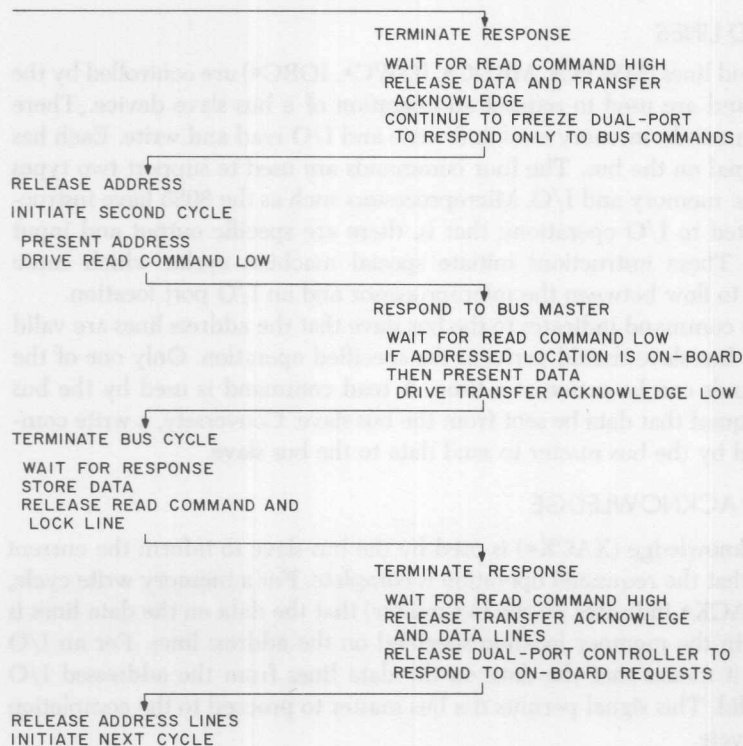 TERMINATE RESPONSE
WAIT FOR READ COMMAND HIGH
RELEASE DATA AND TRANSFER
ACKNOWLEDGE
CONTINUE TO FREEZE DUAL-PORT
TO RESPOND ONLY TO BUS COMMANDS
RELEASE ADDRESS
INITIATE SECOND CYCLE
PRESENT ADDRESS
DRIVE READ COMMAND LOW
RESPOND TO BUS MASTER
WAIT FOR READ COMMAND LOW
IF ADDRESSED LOCATION IS ON-BOARD
THEN PRESENT DATA
DRIVE TRANSFER ACKNOWLEDGE LOW
TERMINATE BUS CYCLE
WAIT FOR RESPONSE
STORE DATA
RELEASE READ COMMAND AND
LOCK LINE
TERMINATE RESPONSE
WAIT FOR READ COMMAND HIGH
RELEASE TRANSFER ACKNOWLEGE
AND DATA LINES
RELEASE DUAL-PORT CONTROLLER TO
RESPOND TO ON-BOARD REQUESTS
RELEASE ADDRESS LINES
INITIATE NEXT CYCLE